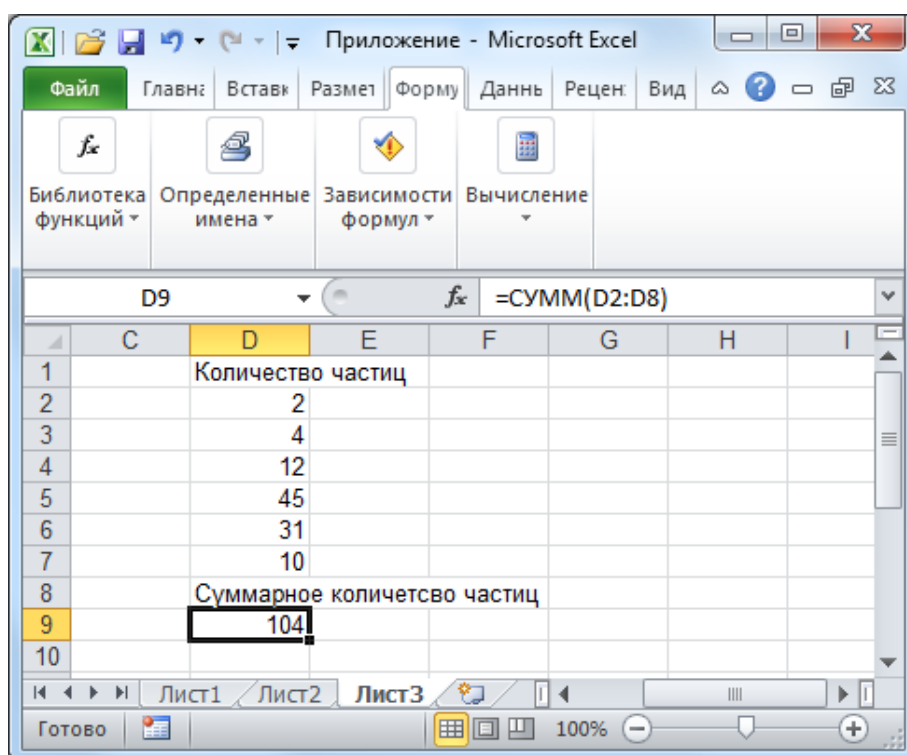 Приложение - Microsoft Excel
Файл Главна Вставк Размет Форму Даннь Рецен: Вид
Библиотека функций Определенные имена Зависимости формул Вычисление
D9 fx =СУММ(D2:D8)
C D E F G H I
1 Количество частиц
2 2
3 4
4 12
5 45
6 31
7 10
8 Суммарное количетсво частиц
9 104
10
Лист1 Лист2 Лист3
Готово 100%